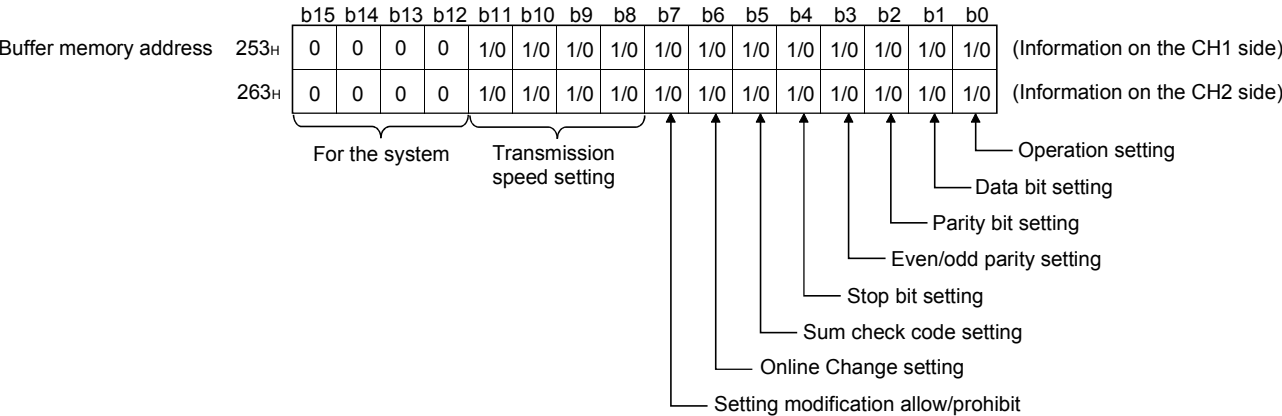 b15 b14 b13 b12 b11 b10 b9 b8 b7 b6 b5 b4 b3 b2 b1 b0
Buffer memory address 253H 0 0 0 0 1/0 1/0 1/0 1/0 1/0 1/0 1/0 1/0 1/0 1/0 1/0 1/0 (Information on the CH1 side)
263H 0 0 0 0 1/0 1/0 1/0 1/0 1/0 1/0 1/0 1/0 1/0 1/0 1/0 1/0 (Information on the CH2 side)
For the system
Transmission
speed setting
Operation setting
Data bit setting
Parity bit setting
Even/odd parity setting
Stop bit setting
Sum check code setting
Online Change setting
Setting modification allow/prohibit